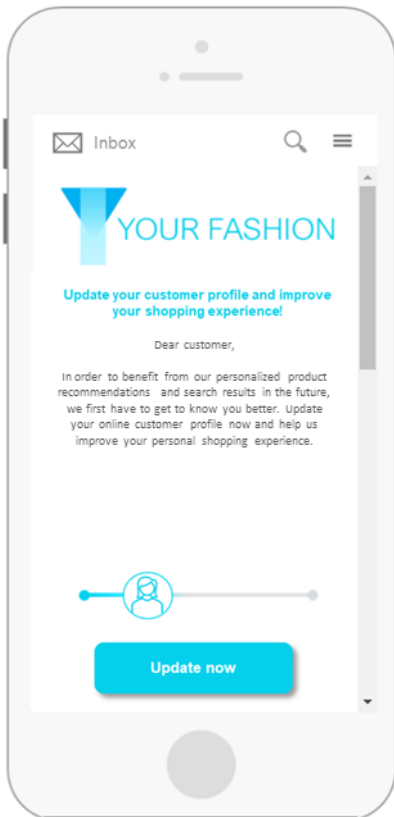 Inbox
YOUR FASHION
Update your customer profile and improve
your shopping experience!
Dear customer,
In order to benefit from our personalized product
recommendations and search results in the future,
we first have to get to know you better. Update
your online customer profile now and help us
improve your personal shopping experience.
Update now